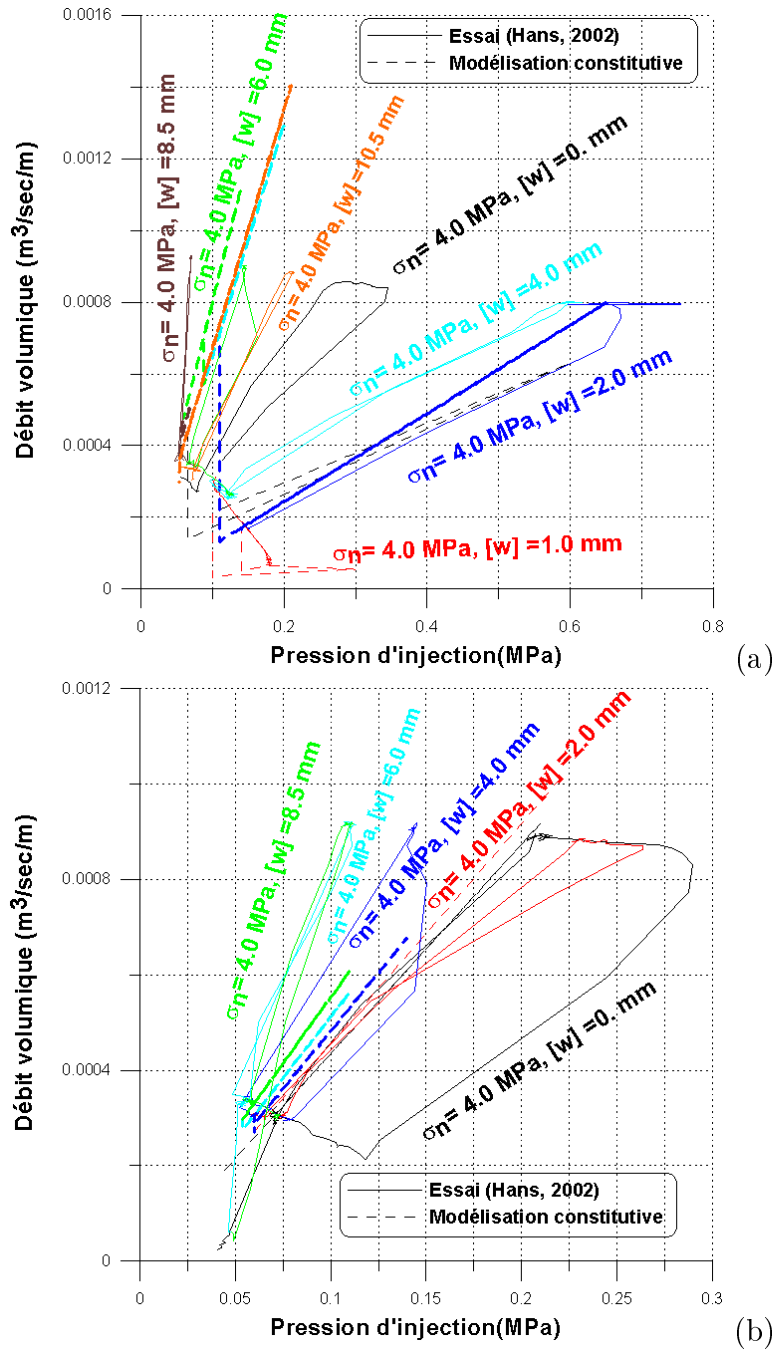 0.0016
Essai (Hans, 2002)
Modélisation constitutive
σn= 4.0 MPa, [w] =8.5 mm
σn= 4.0 MPa, [w] =6.0 mm
σn= 4.0 MPa, [w] =10.5 mm
σn= 4.0 MPa, [w] =0. mm
0.0012
σn= 4.0 MPa, [w] =4.0 mm
0.0008
σn= 4.0 MPa, [w] =2.0 mm
0.0004
σn= 4.0 MPa, [w] =1.0 mm
0
Débit volumique (m3/sec/m)
0 0.2 0.4 0.6 0.8
Pression d'injection(MPa)
(a)
0.0012
σn= 4.0 MPa, [w] =8.5 mm
σn= 4.0 MPa, [w] =6.0 mm
σn= 4.0 MPa, [w] =4.0 mm
σn= 4.0 MPa, [w] =2.0 mm
0.0008
σn= 4.0 MPa, [w] =0. mm
0.0004
Essai (Hans, 2002)
Modélisation constitutive
0
Débit volumique (m3/sec/m)
0 0.05 0.1 0.15 0.2 0.25 0.3
Pression d'injection(MPa)
(b)